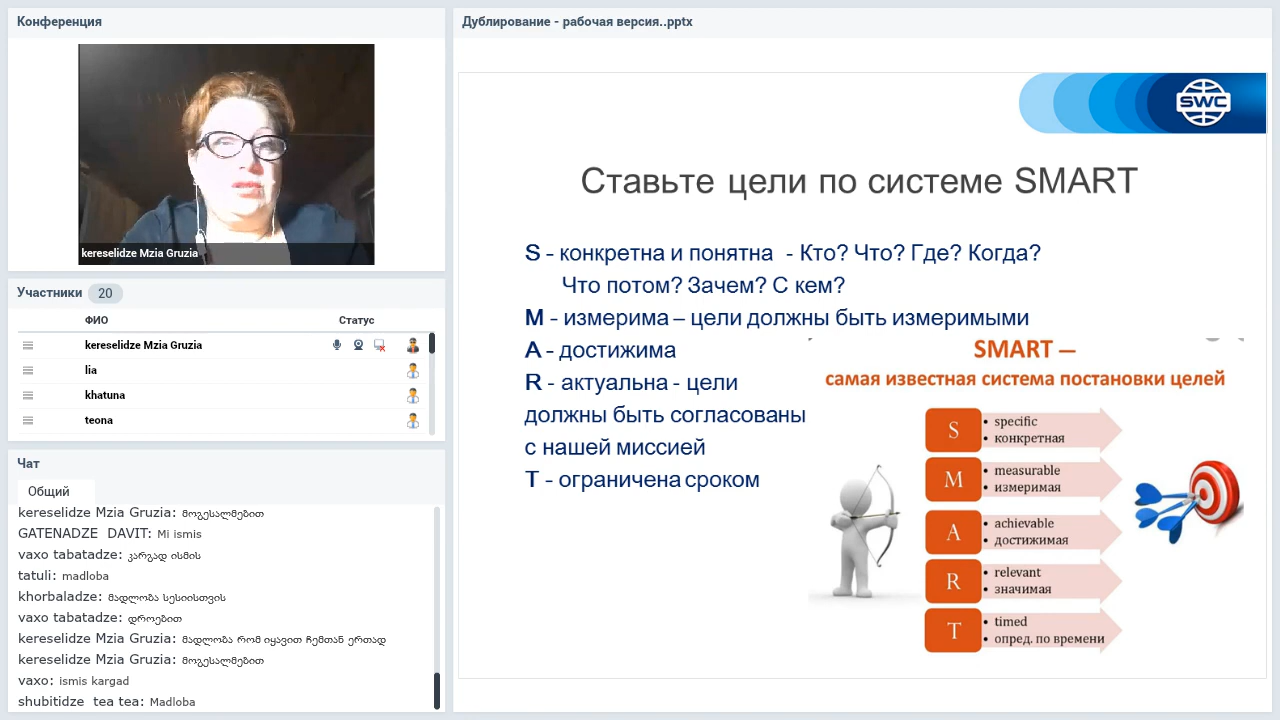 Конференция
kereselidze Mzia Gruzia
Участники 20
ФИО Статус
kereselidze Mzia Gruzia
lia
khatuna
teona
Чат
Общий
kereselidze Mzia Gruzia: მოგესალმებით
GATENADZE DAVIT: Mi ismis
vaxo tabatadze: კარგად ისმის
tatuli: madloba
khorbaladze: მადლობა სესიისთვის
vaxo tabatadze: დროებით
kereselidze Mzia Gruzia: მადლობა რომ იყავით ჩემთან ერთად
kereselidze Mzia Gruzia: მოგესალმებით
vaxo: ismis kargad
shubitidze tea tea: Madloba
Дублирование - рабочая версия..pptx
SWC
Ставьте цели по системе SMART
S - конкретна и понятна - Кто? Что? Где? Когда?
Что потом? Зачем? С кем?
M - измерима – цели должны быть измеримыми
A - достижима
R - актуальна - цели
должны быть согласованы
с нашей миссией
T - ограничена сроком
SMART —
самая известная система постановки целей
S
• specific
• конкретная
M
• measurable
• измеримая
A
• achievable
• достижимая
R
• relevant
• значимая
T
• timed
• опред. по времени